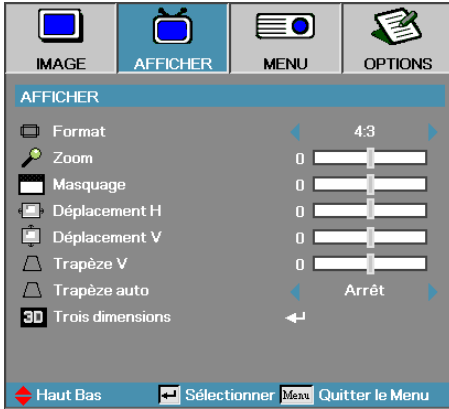 IMAGE AFFICHER MENU OPTIONS
AFFICHER
Format 4:3
Zoom 0
Masquage 0
Déplacement H 0
Déplacement V 0
Trapèze V 0
Trapèze auto Arrêt
3D Trois dimensions
Haut Bas Sélectionner Menu Quitter le Menu